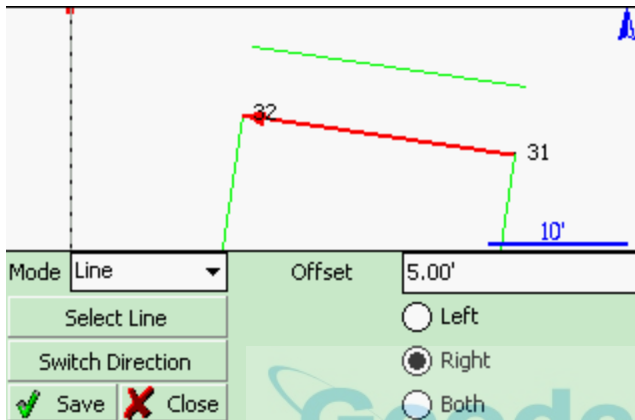 32
31
10'
Mode Line Offset 5.00'
Select Line Left
Switch Direction Right
Save Close Both